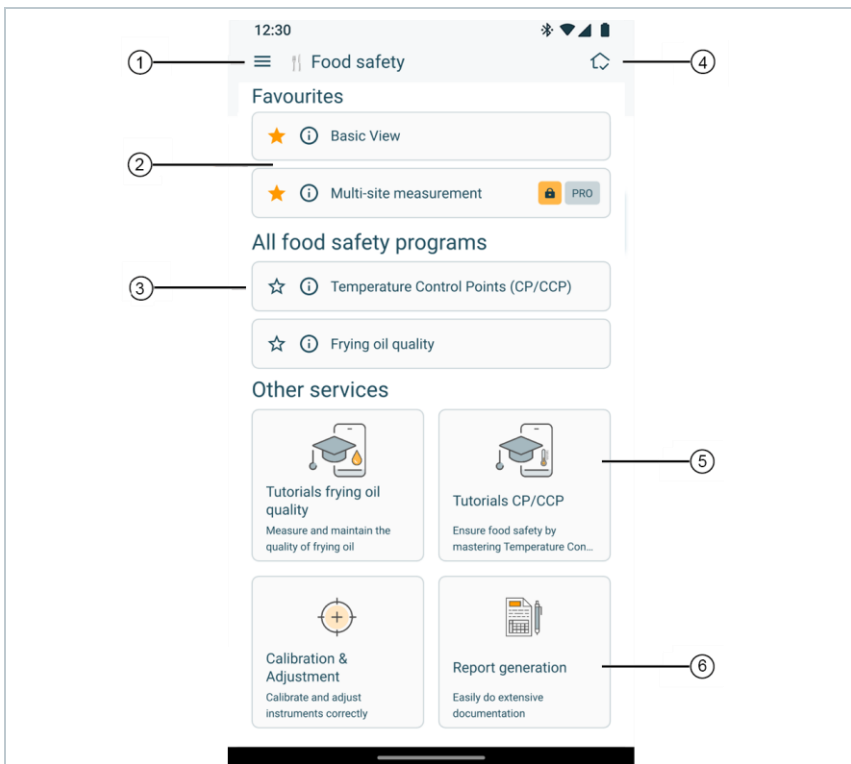 12:30
1
Food safety
4
Favourites
Basic View
2
Multi-site measurement PRO
All food safety programs
3
Temperature Control Points (CP/CCP)
Frying oil quality
Other services
5
Tutorials frying oil
quality
Measure and maintain the
quality of frying oil
Tutorials CP/CCP
Ensure food safety by
mastering Temperature Con...
Calibration &
Adjustment
Calibrate and adjust
instruments correctly
Report generation
Easily do extensive
documentation
6